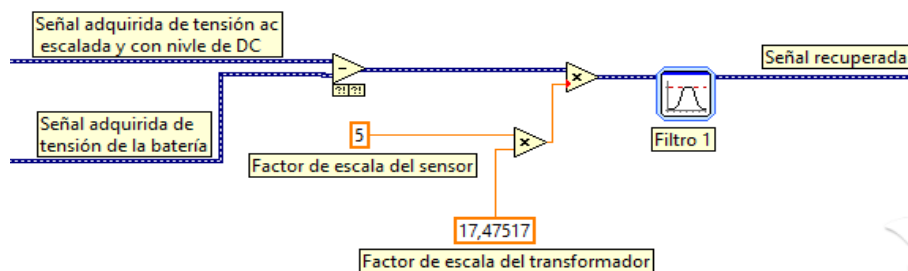 Señal adquirida de tensión ac
escalada y con nivle de DC
Señal recuperada
-
x
?! ?!
Señal adquirida de
tensión de la batería
5
x
Filtro 1
Factor de escala del sensor
17,47517
Factor de escala del transformador